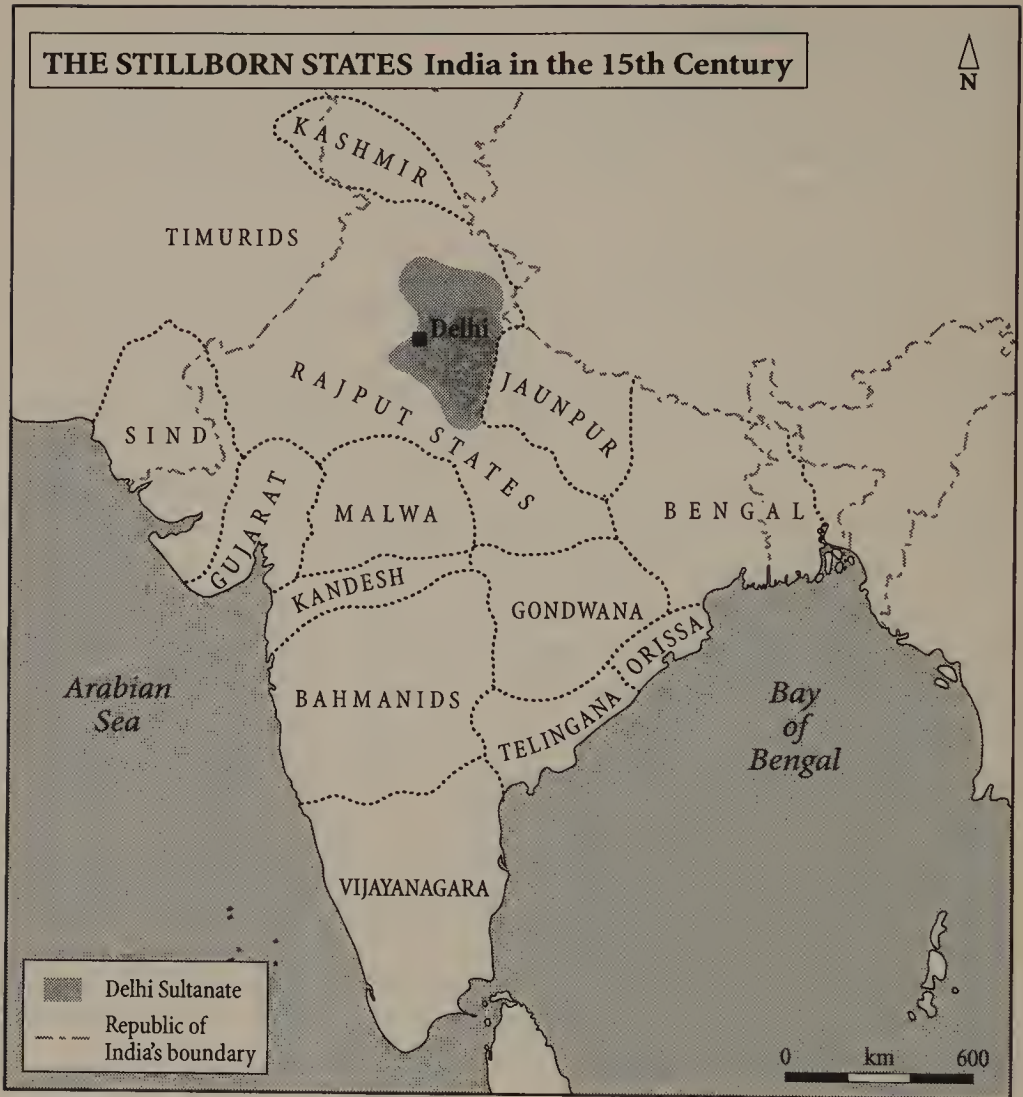 THE STILLBORN STATES India in the 15th Century
N
KASHMIR
TIMURIDS
Delhi
RAJPUT STATES
JAUNPUR
SIND
GUJARAT
MALWA
BENGAL
KANDESH
GONDWANA
ORISSA
BAHMANIDS
TELINGANA
Arabian
Sea
Bay
of
Bengal
VIJAYANAGARA
Delhi Sultanate
Republic of
India's boundary
0 km 600